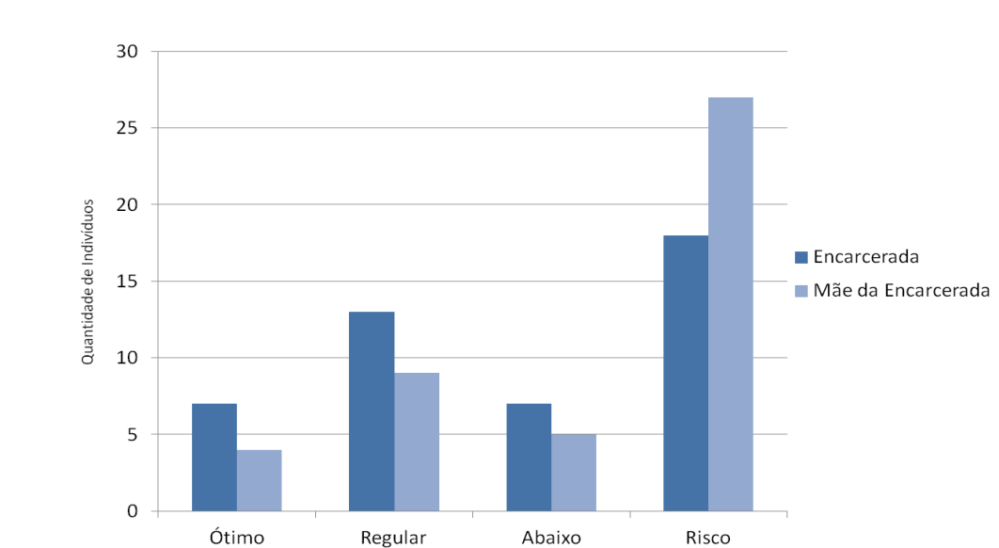 30
25
20
15
10
5
0
Quantidade de Indivíduos
Ótimo
Regular
Abaixo
Risco
Encarcerada
Mãe da Encarcerada